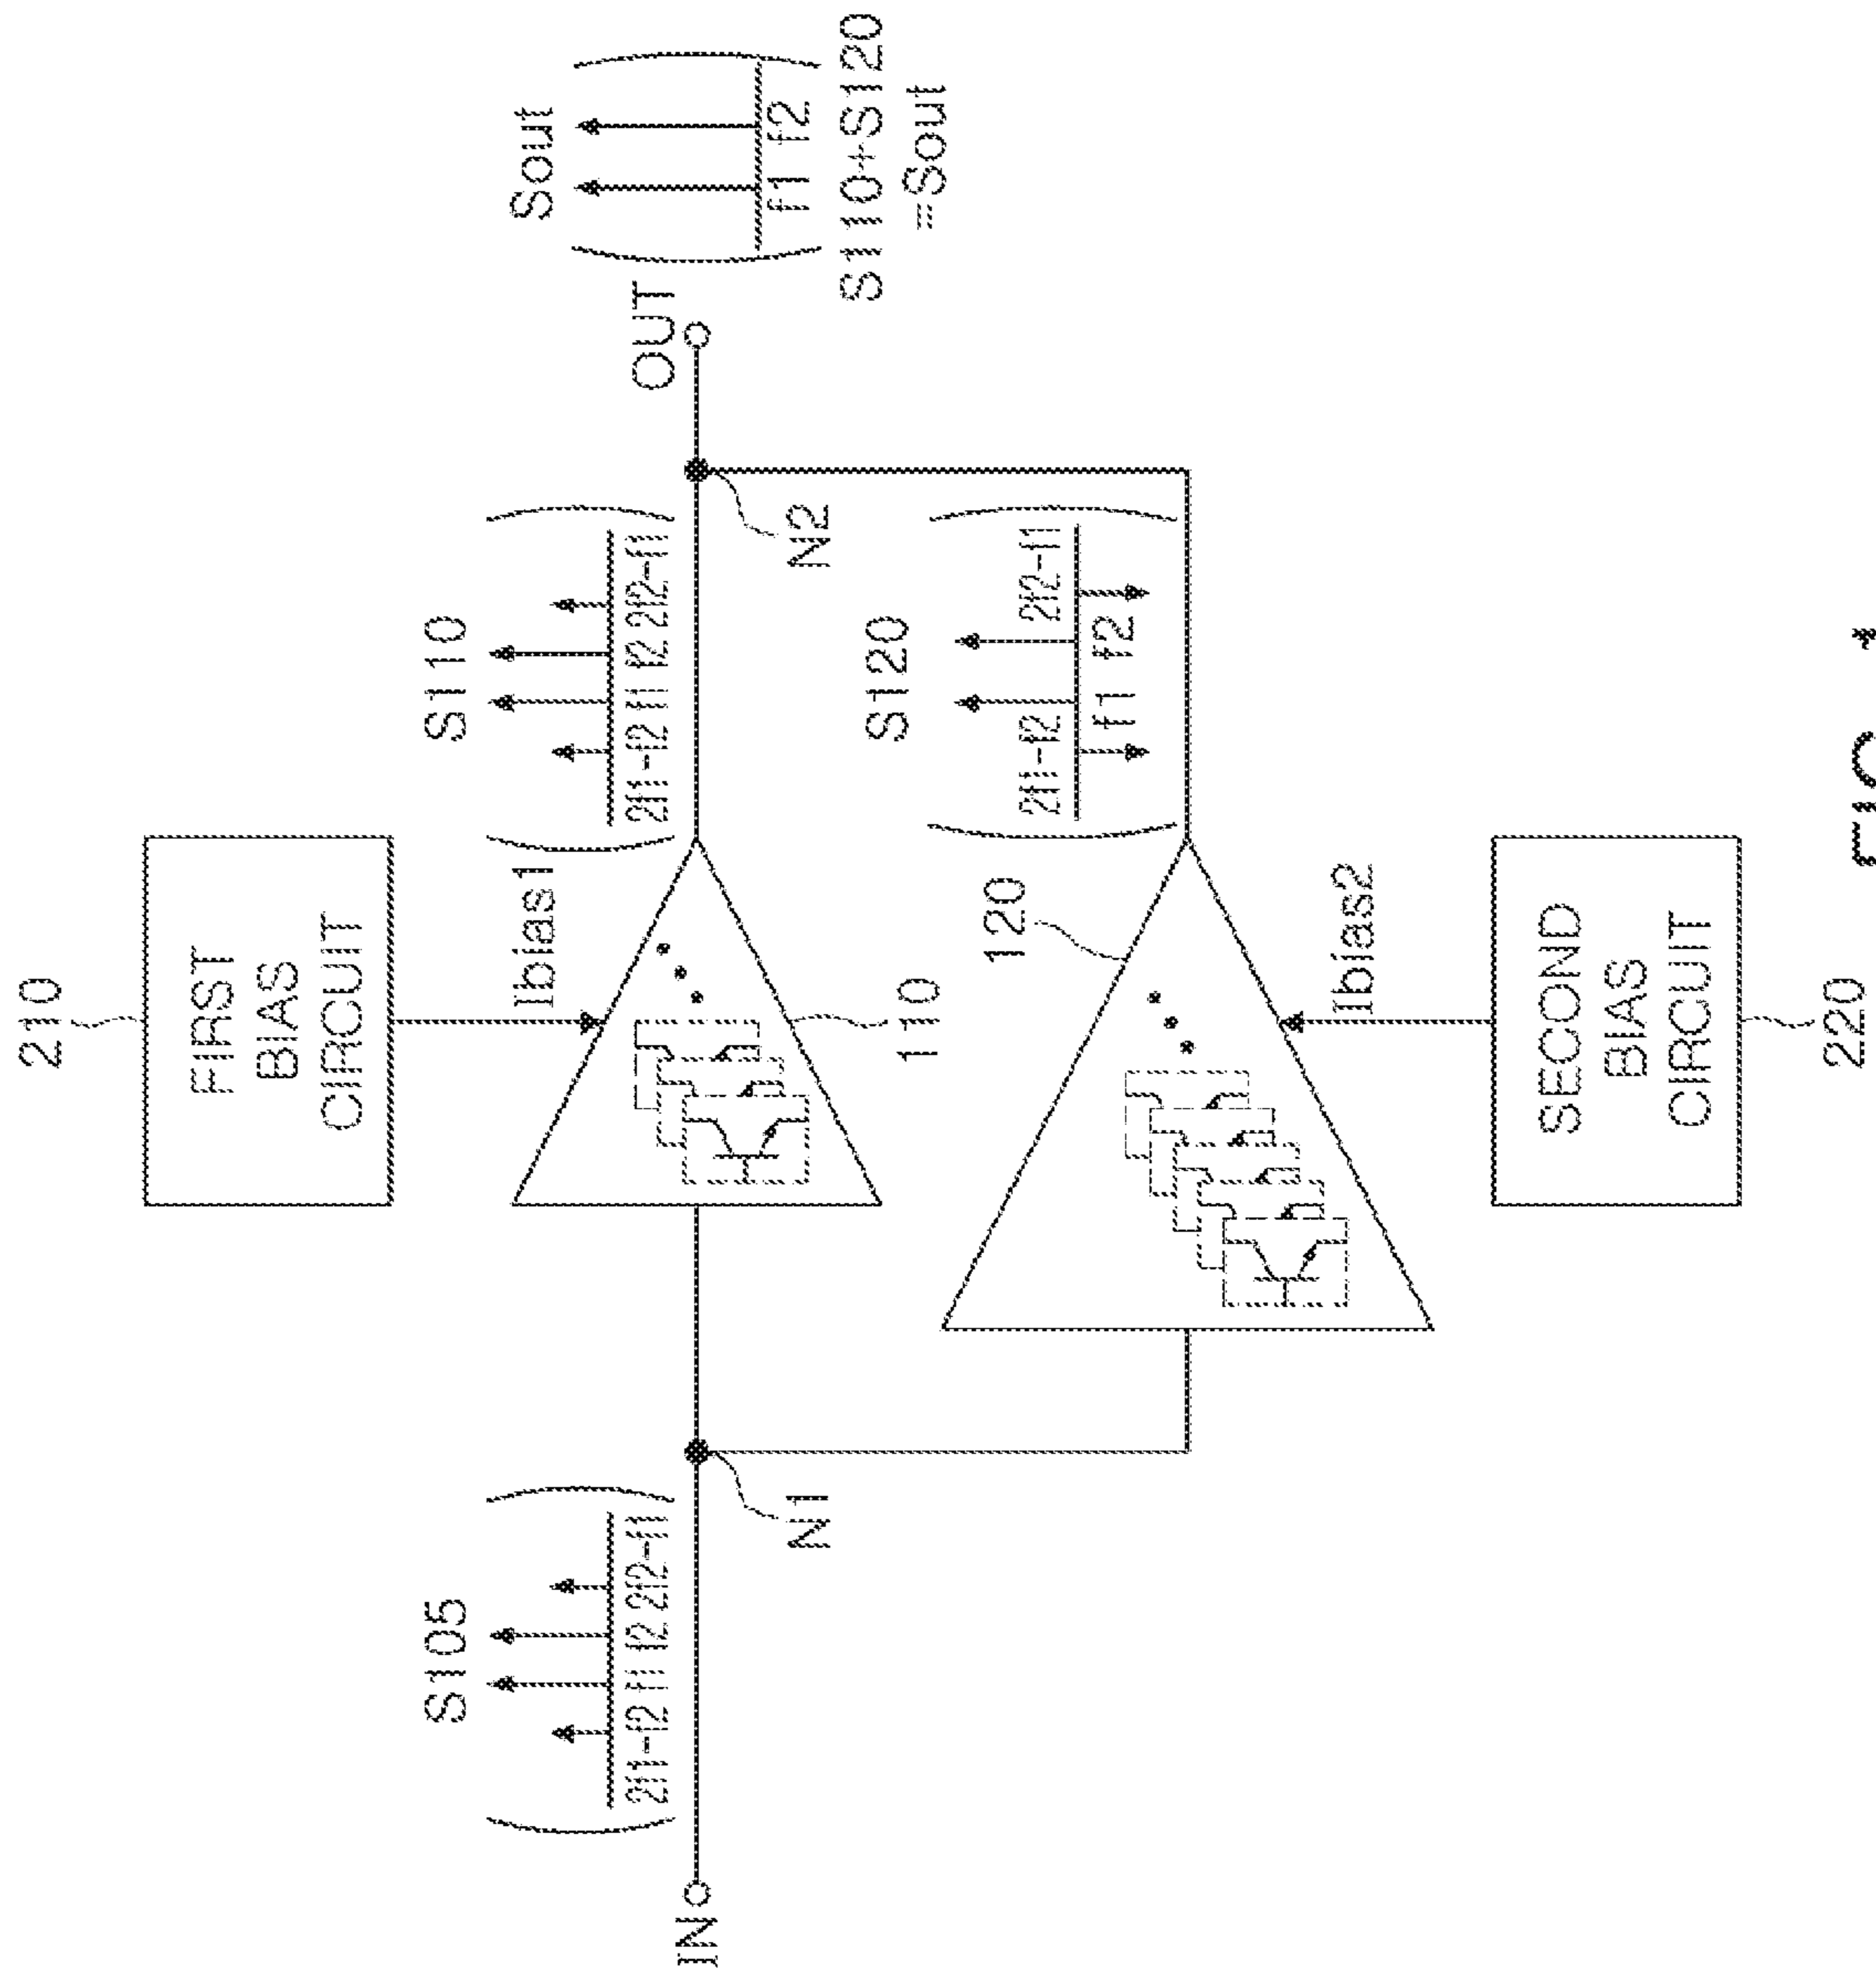 210
FIRST
BIAS
CIRCUIT
Ibias1
S105
2f1-f2 f1 f2 2f2-f1
S110
2f1-f2 f1 f2 2f2-f1
Sout
f1 f2
S110+S120
=Sout
IN
N1
110
N2
OUT
120
S120
2f1-f2 2f2-f1
f1 f2
Ibias2
SECOND
BIAS
CIRCUIT
220